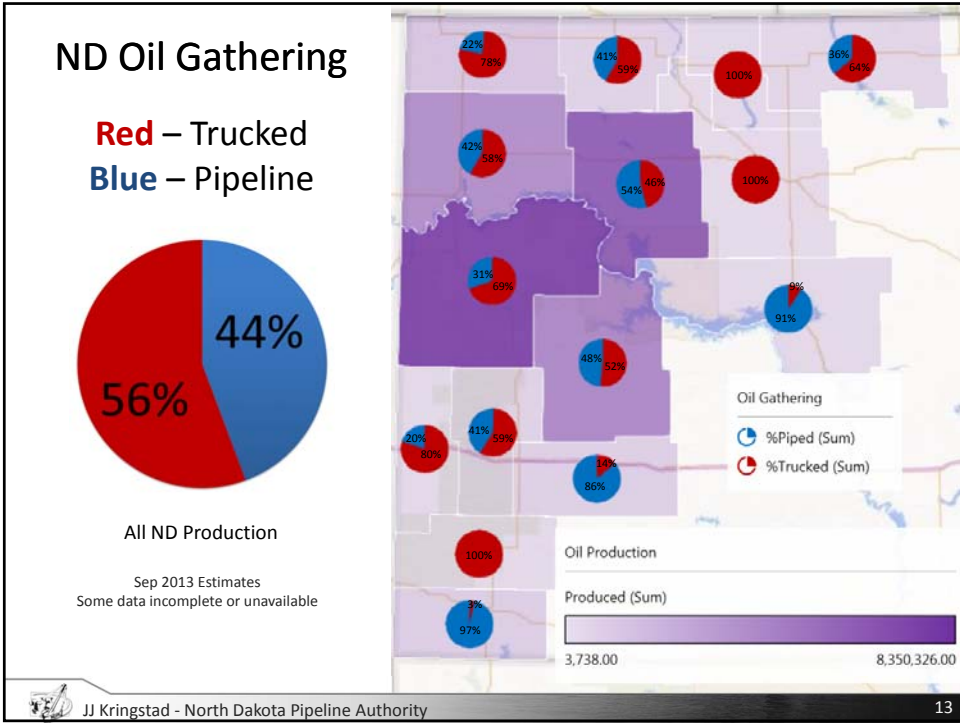 ND Oil Gathering
Red – Trucked
Blue – Pipeline
44%
56%
All ND Production
Sep 2013 Estimates
Some data incomplete or unavailable
22%
78%
41%
59%
100%
36%
64%
42%
58%
54%
46%
100%
31%
69%
9%
91%
48%
52%
20%
80%
41%
59%
14%
86%
100%
3%
97%
Oil Gathering
%Piped (Sum)
%Trucked (Sum)
Oil Production
Produced (Sum)
3,738.00 8,350,326.00
JJ Kringstad - North Dakota Pipeline Authority 13